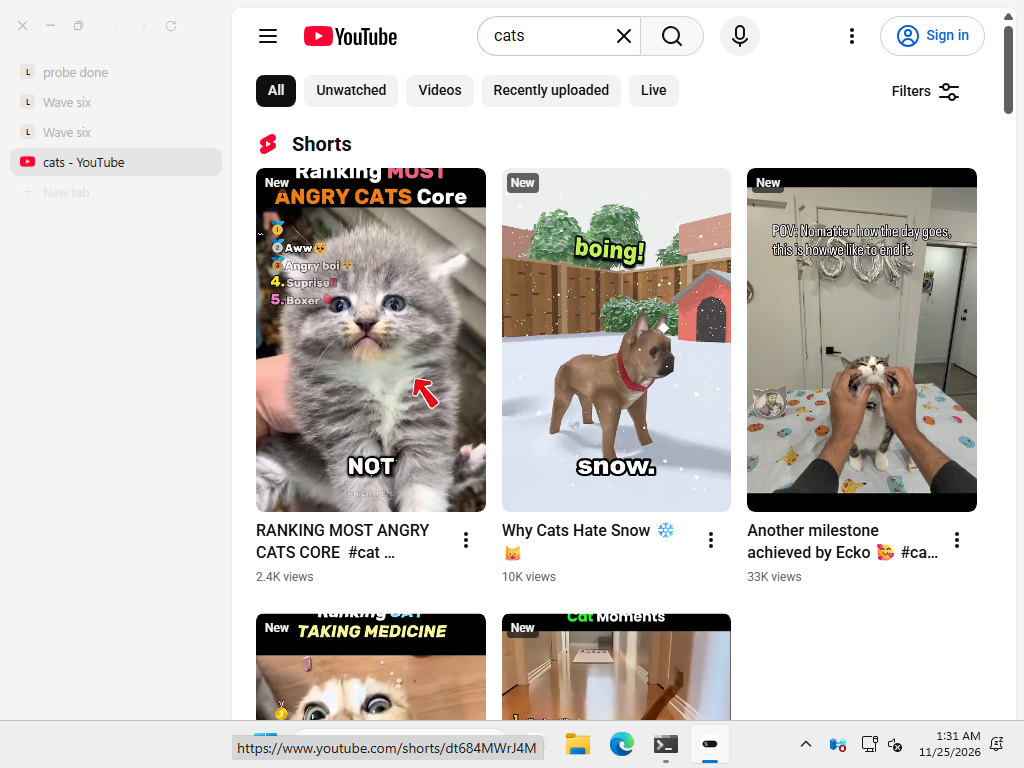 probe done
Wave six
Wave six
cats - YouTube
New tab
YouTube
cats
Sign in
All
Unwatched
Videos
Recently uploaded
Live
Filters
Shorts
New
Ranking MOST
ANGRY CATS Core
Aww
Angry boi
4. Suprise
5. Boxer
NOT
New
boing!
snow.
New
POV: No matter how the day goes,
this is how we like to end it.
RANKING MOST ANGRY
CATS CORE #cat ...
2.4K views
Why Cats Hate Snow ❄️
😾
10K views
Another milestone
achieved by Ecko 🥰 #ca...
33K views
New
Ranking CAT
TAKING MEDICINE
New
Cat Moments
https://www.youtube.com/shorts/dt684MWrJ4M
1:31 AM
11/25/2026